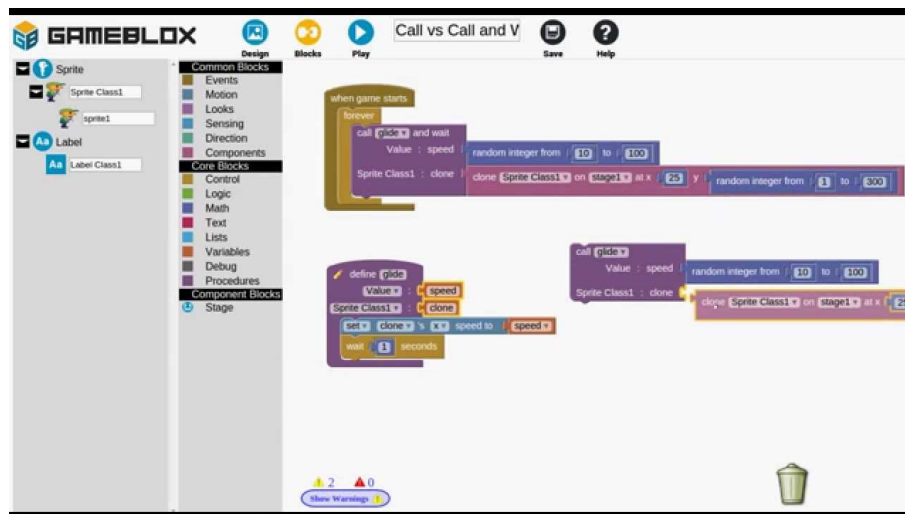 GAMEBLOX
Design
Blocks
Play
Call vs Call and V
Save
Help
Sprite
Sprite Class1
sprite1
Label
Aa
Label Class1
Aa
Common Blocks
Events
Motion
Looks
Sensing
Direction
Components
Core Blocks
Control
Logic
Math
Text
Lists
Variables
Debug
Procedures
Component Blocks
Stage
when game starts
forever
call glide and wait
Value : speed random integer from 10 to 100
Sprite Class1 : clone clone Sprite Class1 on stage1 at x 25 y random integer from 1 to 300
define glide
Value : speed
Sprite Class1 : clone
set clone 's x speed to speed
wait 1 seconds
call glide
Value : speed random integer from 10 to 100
Sprite Class1 : clone
clone Sprite Class1 on stage1 at x 25
2 0
Show Warnings